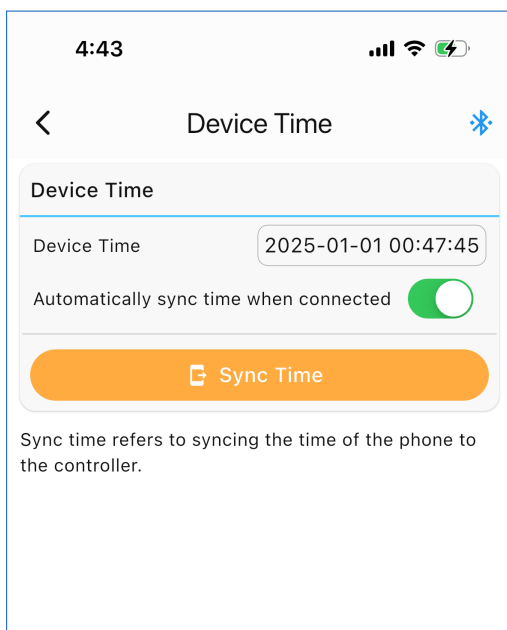 4:43
Device Time
Device Time
Device Time 2025-01-01 00:47:45
Automatically sync time when connected
Sync Time
Sync time refers to syncing the time of the phone to
the controller.